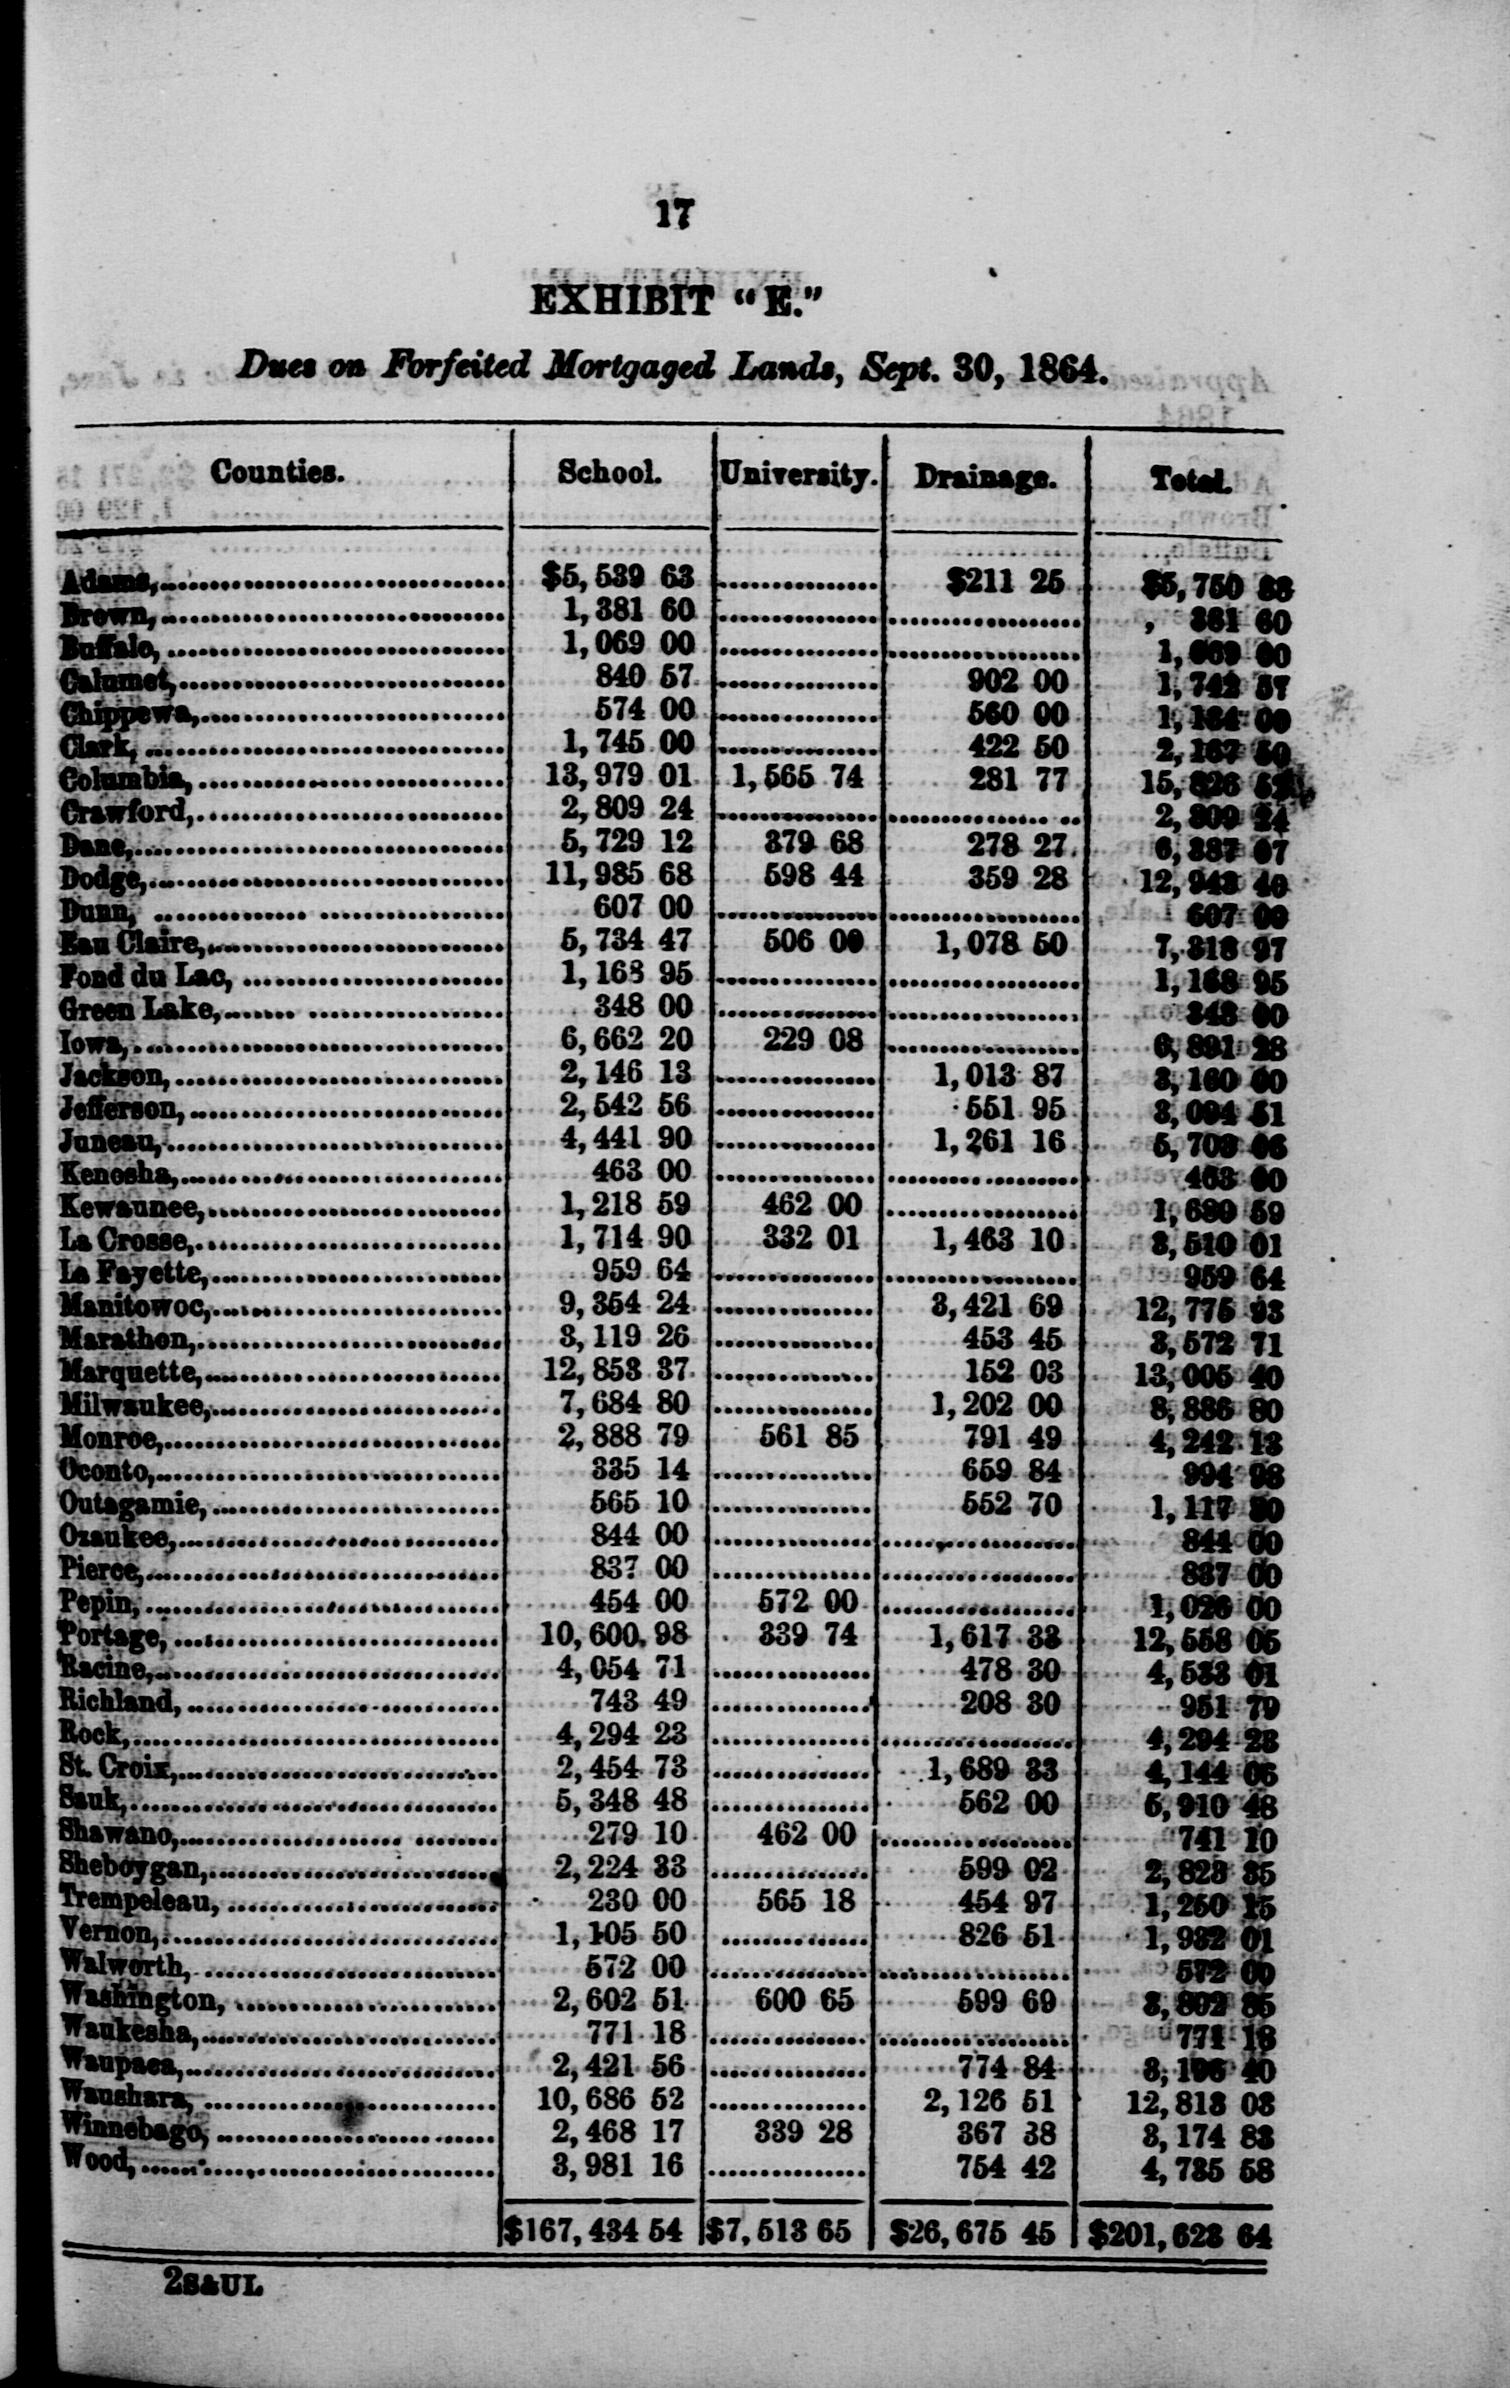 17
EXHIBIT "E."
Dues on Forfeited Mortgaged Lands, Sept. 30, 1864.
Counties. School. University. Drainage. Total.
Adams,.............. $5,539 63 .............. $211 25 $5,750 88
Brown,.............. 1,381 60 .............. .............. , 381 60
Buffalo,.............. 1,069 00 .............. .............. 1,069 00
Calumet,.............. 840 57 .............. 902 00 1,742 57
Chippewa,.............. 574 00 .............. 560 00 1,134 00
Clark,.............. 1,745 00 .............. 422 50 2,167 50
Columbia,.............. 13,979 01 1,565 74 281 77 15,826 52
Crawford,.............. 2,809 24 .............. .............. 2,809 24
Dane,.............. 5,729 12 379 68 278 27 6,387 07
Dodge,.............. 11,985 68 598 44 359 28 12,943 40
Dunn,.............. 607 00 .............. .............. 607 00
Eau Claire,.............. 5,734 47 506 00 1,078 50 7,318 97
Fond du Lac,.............. 1,168 95 .............. .............. 1,168 95
Green Lake,.............. 348 00 .............. .............. 348 00
Iowa,.............. 6,662 20 229 08 .............. 6,891 28
Jackson,.............. 2,146 13 .............. 1,013 87 3,160 00
Jefferson,.............. 2,542 56 .............. 551 95 3,094 51
Juneau,.............. 4,441 90 .............. 1,261 16 5,703 06
Kenosha,.............. 463 00 .............. .............. 463 00
Kewaunee,.............. 1,218 59 462 00 .............. 1,680 59
La Crosse,.............. 1,714 90 332 01 1,463 10 3,510 01
La Fayette,.............. 959 64 .............. .............. 959 64
Manitowoc,.............. 9,354 24 .............. 3,421 69 12,775 93
Marathon,.............. 3,119 26 .............. 453 45 3,572 71
Marquette,.............. 12,853 37 .............. 152 03 13,005 40
Milwaukee,.............. 7,684 80 .............. 1,202 00 8,886 80
Monroe,.............. 2,888 79 561 85 791 49 4,242 13
Oconto,.............. 335 14 .............. 659 84 994 98
Outagamie,.............. 565 10 .............. 552 70 1,117 80
Ozaukee,.............. 844 00 .............. .............. 844 00
Pierce,.............. 837 00 .............. .............. 837 00
Pepin,.............. 454 00 572 00 .............. 1,026 00
Portage,.............. 10,600 98 339 74 1,617 33 12,558 05
Racine,.............. 4,054 71 .............. 478 30 4,533 01
Richland,.............. 743 49 .............. 208 30 951 79
Rock,.............. 4,294 23 .............. .............. 4,294 23
St. Croix,.............. 2,454 73 .............. 1,689 33 4,144 06
Sauk,.............. 5,348 48 .............. 562 00 5,910 48
Shawano,.............. 279 10 462 00 .............. 741 10
Sheboygan,.............. 2,224 33 .............. 599 02 2,823 35
Trempeleau,.............. 230 00 565 18 454 97 1,250 15
Vernon,.............. 1,105 50 .............. 826 51 1,932 01
Walworth,.............. 572 00 .............. .............. 572 00
Washington,.............. 2,602 51 600 65 599 69 3,802 85
Waukesha,.............. 771 18 .............. .............. 771 18
Waupaca,.............. 2,421 56 .............. 774 84 3,196 40
Waushara,.............. 10,686 52 .............. 2,126 51 12,813 03
Winnebago,.............. 2,468 17 339 28 367 38 3,174 83
Wood,.............. 3,981 16 .............. 754 42 4,735 58
$167,434 54 $7,513 65 $26,675 45 $201,623 64
2S&UL